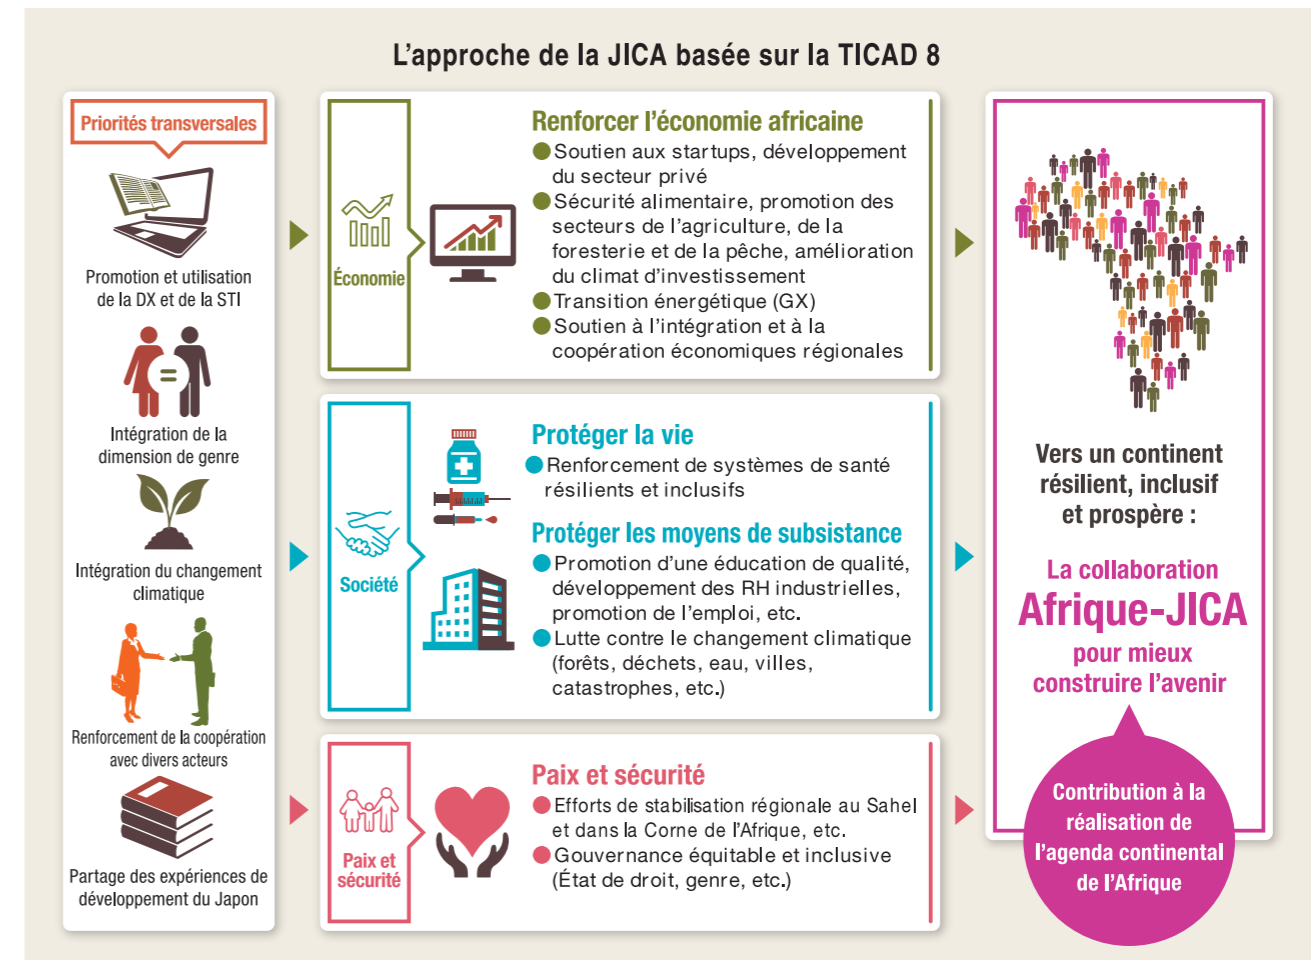 L'approche de la JICA basée sur la TICAD 8
Priorités transversales
Promotion et utilisation
de la DX et de la STI
Intégration de la
dimension de genre
Intégration du changement
climatique
Renforcement de la coopération
avec divers acteurs
Partage des expériences de
développement du Japon
Économie
Renforcer l'économie africaine
● Soutien aux startups, développement
du secteur privé
● Sécurité alimentaire, promotion des
secteurs de l'agriculture, de la
foresterie et de la pêche, amélioration
du climat d'investissement
● Transition énergétique (GX)
● Soutien à l'intégration et à la
coopération économiques régionales
Société
Protéger la vie
● Renforcement de systèmes de santé
résilients et inclusifs
Protéger les moyens de subsistance
● Promotion d'une éducation de qualité,
développement des RH industrielles,
promotion de l'emploi, etc.
● Lutte contre le changement climatique
(forêts, déchets, eau, villes,
catastrophes, etc.)
Paix et
sécurité
Paix et sécurité
● Efforts de stabilisation régionale au Sahel
et dans la Corne de l'Afrique, etc.
● Gouvernance équitable et inclusive
(État de droit, genre, etc.)
Vers un continent
résilient, inclusif
et prospère :
La collaboration
Afrique-JICA
pour mieux
construire l'avenir
Contribution à la
réalisation de
l'agenda continental
de l'Afrique